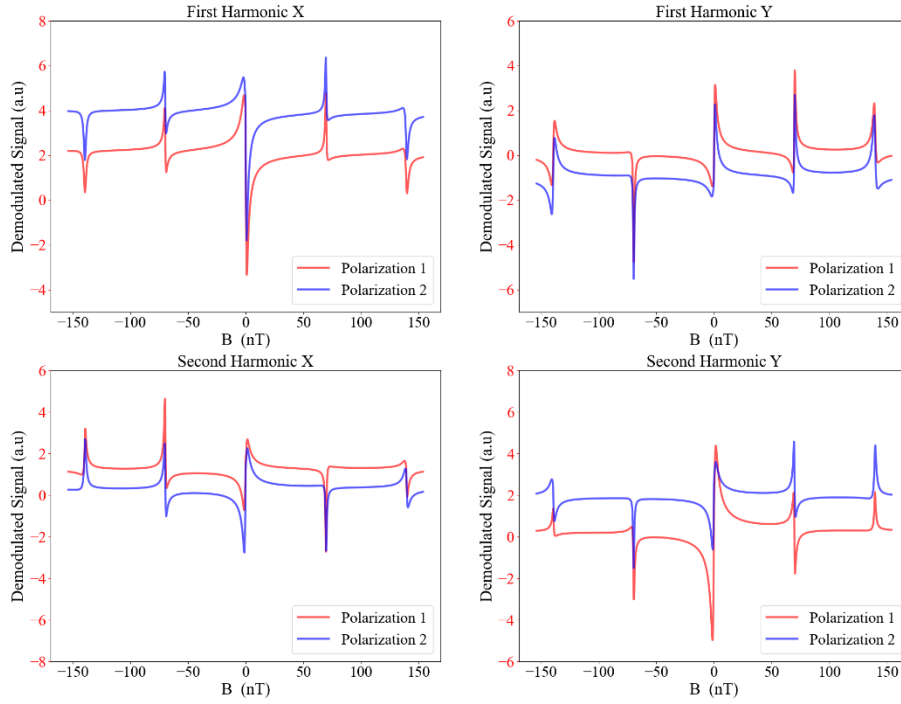 First Harmonic X
8
6
4
2
0
−2
−4
Demodulated Signal (a.u)
Polarization 1
Polarization 2
−150 −100 −50 0 50 100 150
B (nT)
First Harmonic Y
6
4
2
0
−2
−4
−6
Demodulated Signal (a.u)
Polarization 1
Polarization 2
−150 −100 −50 0 50 100 150
B (nT)
Second Harmonic X
6
4
2
0
−2
−4
−6
−8
Demodulated Signal (a.u)
Polarization 1
Polarization 2
−150 −100 −50 0 50 100 150
B (nT)
Second Harmonic Y
8
6
4
2
0
−2
−4
−6
Demodulated Signal (a.u)
Polarization 1
Polarization 2
−150 −100 −50 0 50 100 150
B (nT)